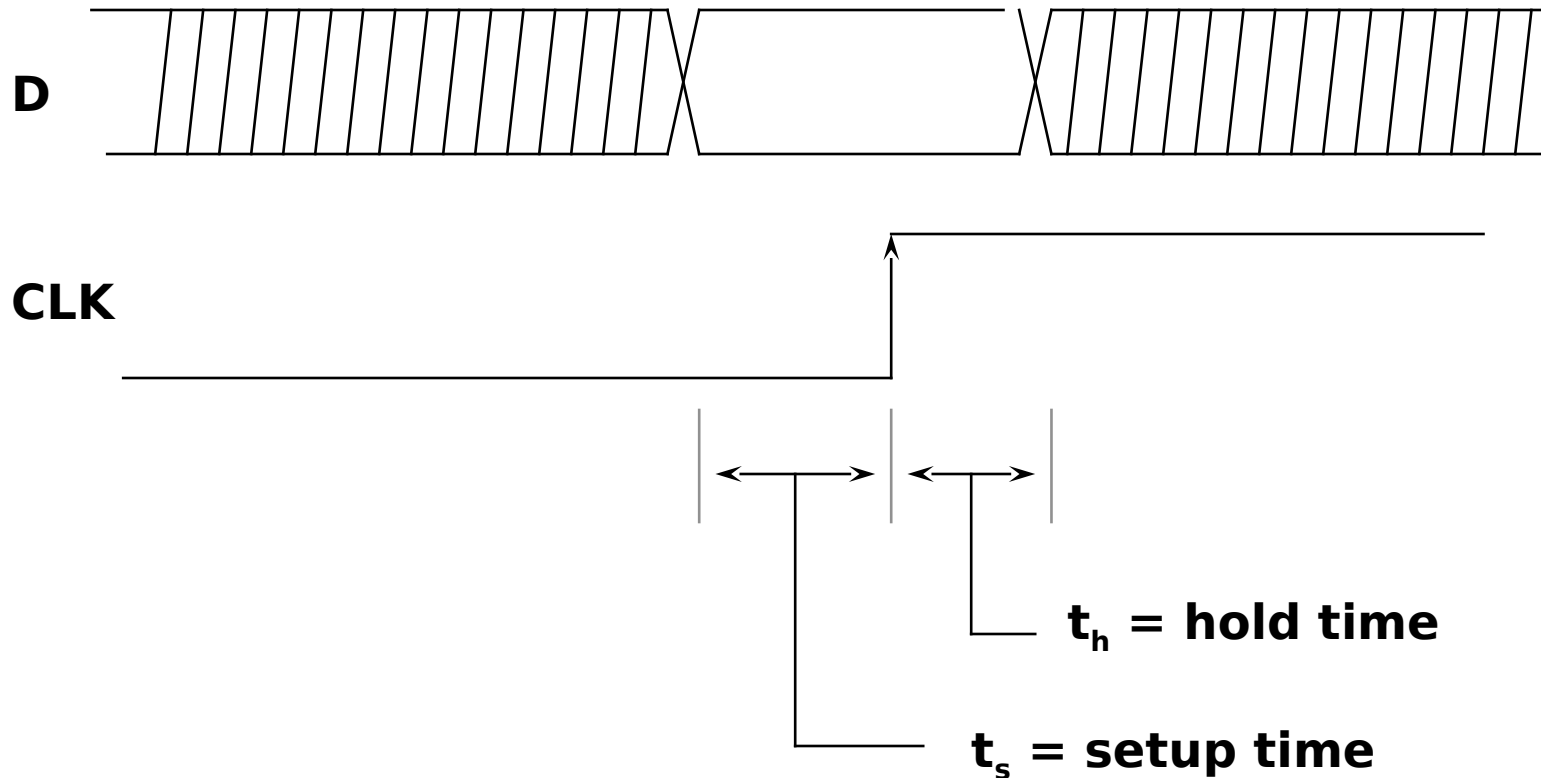 D
CLK
th = hold time
ts = setup time